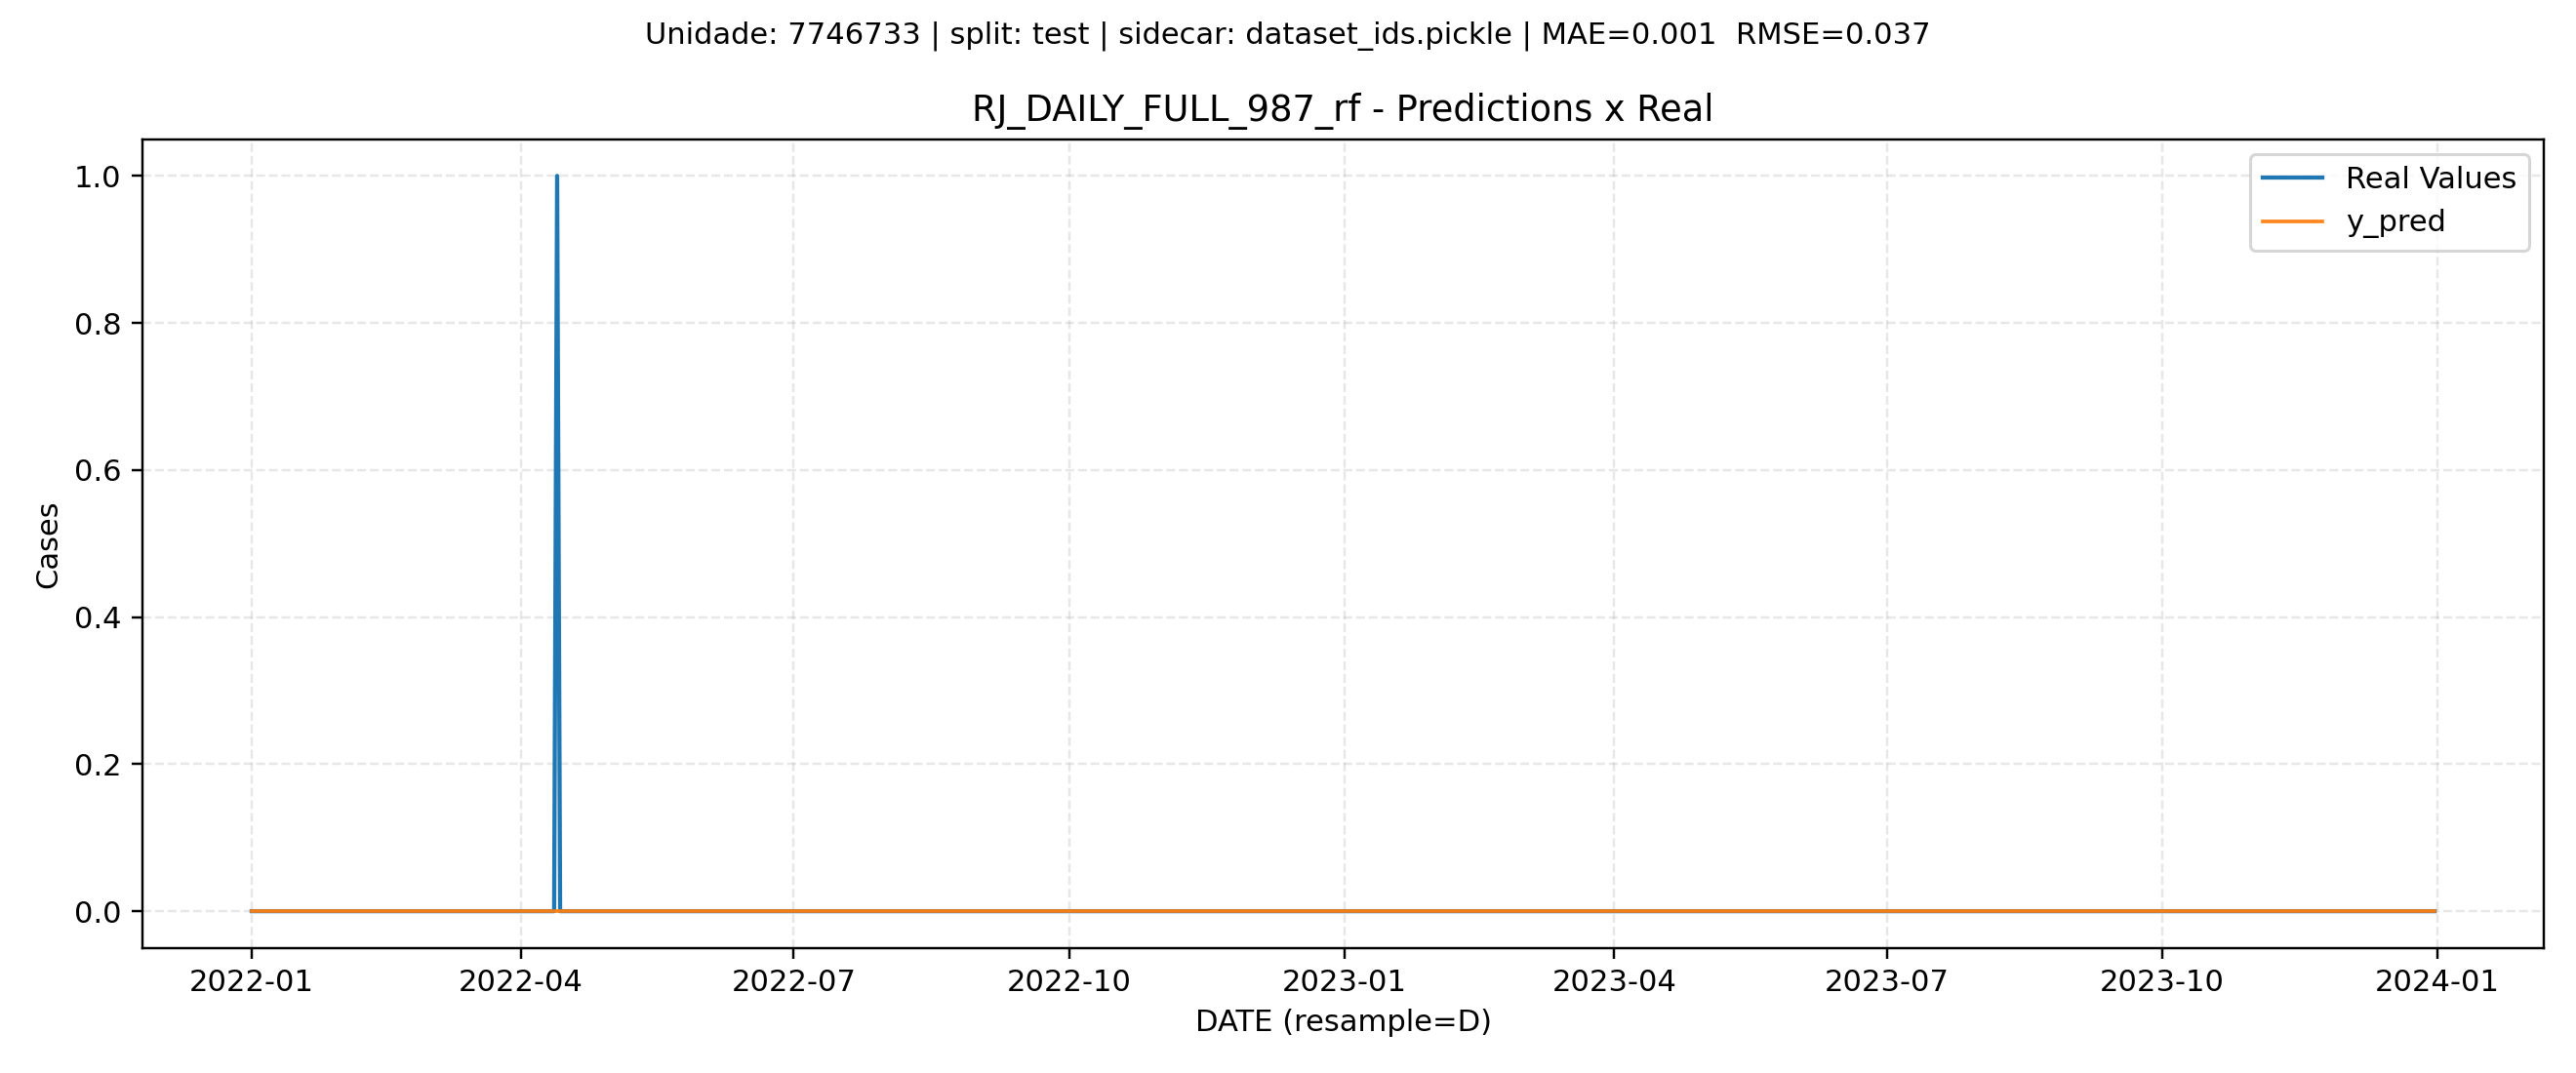 Unidade: 7746733 | split: test | sidecar: dataset_ids.pickle | MAE=0.001  RMSE=0.037
RJ_DAILY_FULL_987_rf - Predictions x Real
Real Values
y_pred
Cases
1.0
0.8
0.6
0.4
0.2
0.0
2022-01 2022-04 2022-07 2022-10 2023-01 2023-04 2023-07 2023-10 2024-01
DATE (resample=D)